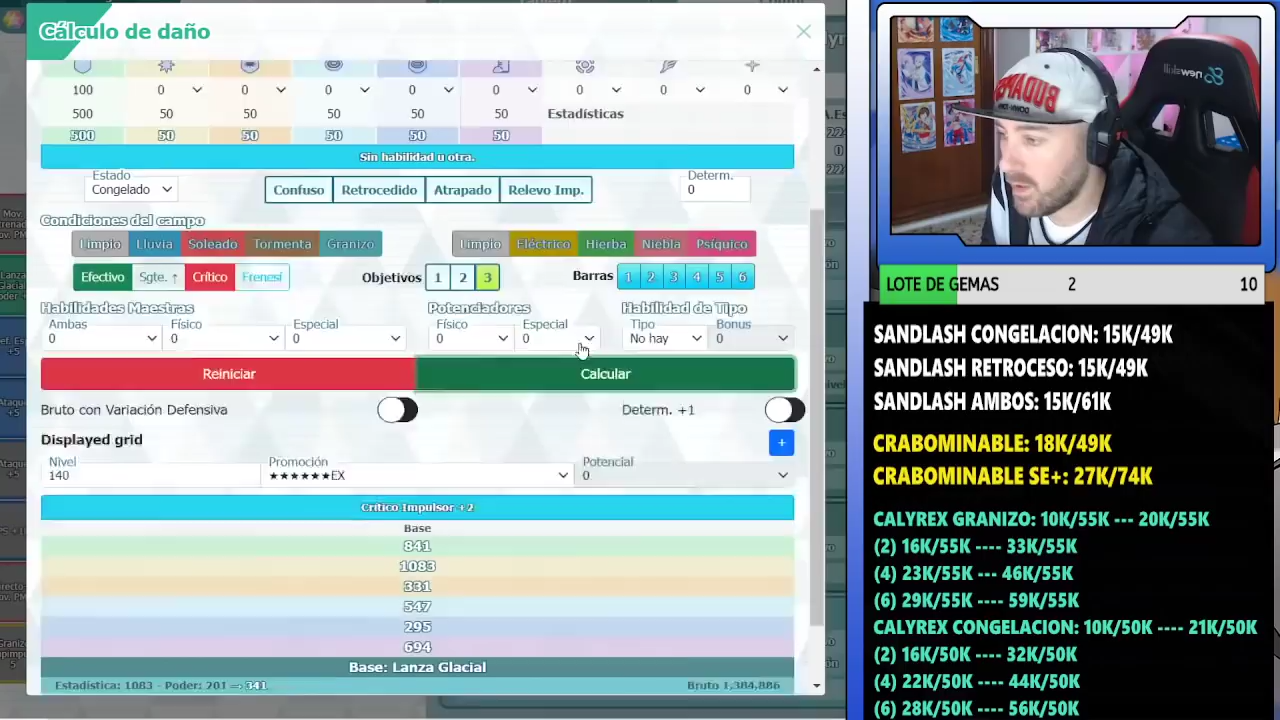 Cálculo de daño
100 0 0 0 0 0 0 0 0
500 50 50 50 50 50 Estadísticas
500 50 50 50 50 50
Sin habilidad u otra.
Estado
Congelado
Confuso Retrocedido Atrapado Relevo Imp.
Determ.
0
Condiciones del campo
Limpio Lluvia Soleado Tormenta Granizo Limpio Eléctrico Hierba Niebla Psíquico
Efectivo Sgte. ↑ Crítico Frenesí Objetivos 1 2 3 Barras 1 2 3 4 5 6
Habilidades Maestras Potenciadores Habilidad de Tipo
Ambas Físico Especial Físico Especial Tipo Bonus
0 0 0 0 0 No hay 0
Reiniciar Calcular
Bruto con Variación Defensiva Determ. +1
Displayed grid +
Nivel Promoción Potencial
140 ★★★★★★EX 0
Crítico Impulsor +2
Base
841
1083
331
547
295
694
Base: Lanza Glacial
Estadística: 1083 - Poder: 201 ⇒ 341 Bruto 1,384,886
BUDAPEST
skiller
LOTE DE GEMAS 2 10
SANDLASH CONGELACION: 15K/49K
SANDLASH RETROCESO: 15K/49K
SANDLASH AMBOS: 15K/61K
CRABOMINABLE: 18K/49K
CRABOMINABLE SE+: 27K/74K
CALYREX GRANIZO: 10K/55K --- 20K/55K
(2) 16K/55K ---- 33K/55K
(4) 23K/55K --- 46K/55K
(6) 29K/55K ---- 59K/55K
CALYREX CONGELACION: 10K/50K ---- 21K/50K
(2) 16K/50K ---- 32K/50K
(4) 22K/50K ---- 44K/50K
(6) 28K/50K ---- 56K/50K